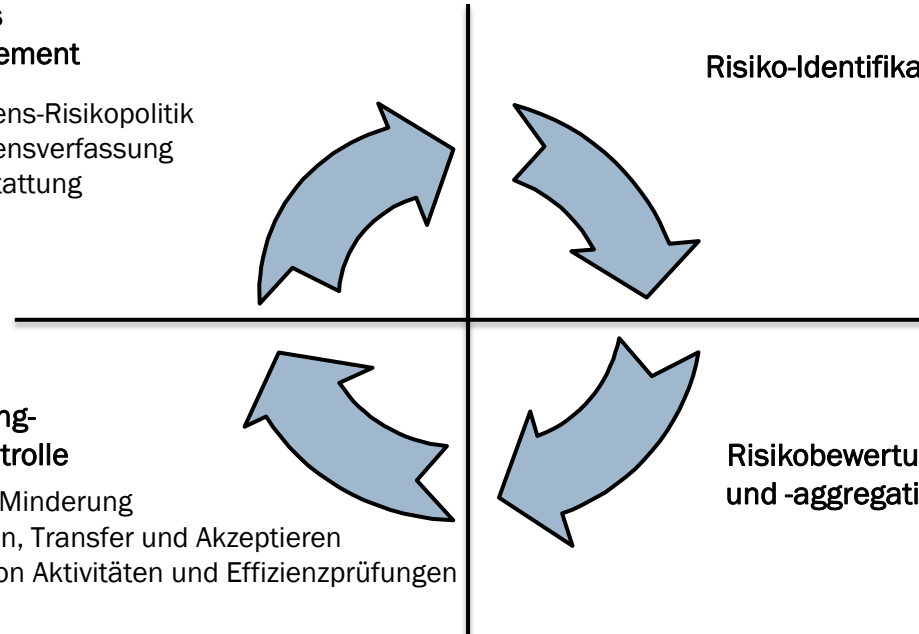 s
ement
ens-Risikopolitik
ensverfassung
tattung
Risiko-Identifika
ng-
trolle
Minderung
n, Transfer und Akzeptieren
on Aktivitäten und Effizienzprüfungen
Risikobewertu
und -aggregati